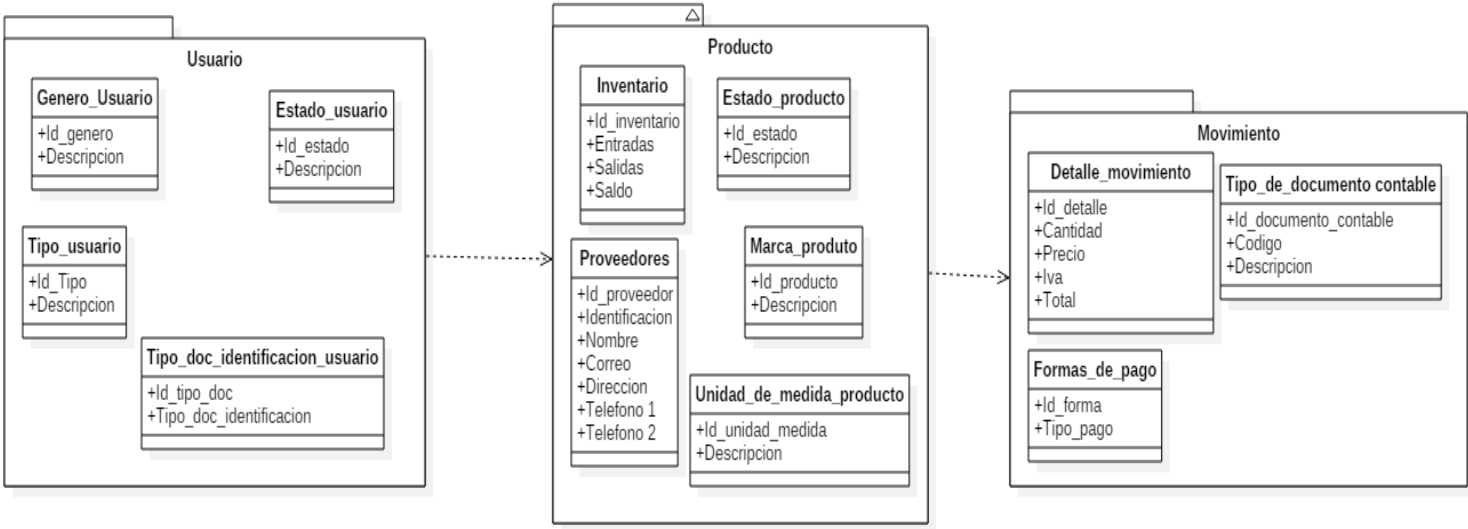 Usuario
Genero_Usuario
+Id_genero
+Descripcion
Estado_usuario
+Id_estado
+Descripcion
Tipo_usuario
+Id_Tipo
+Descripcion
Tipo_doc_identificacion_usuario
+Id_tipo_doc
+Tipo_doc_identificacion
Producto
Inventario
+Id_inventario
+Entradas
+Salidas
+Saldo
Estado_producto
+Id_estado
+Descripcion
Proveedores
+Id_proveedor
+Identificacion
+Nombre
+Correo
+Direccion
+Telefono 1
+Telefono 2
Marca_produto
+Id_producto
+Descripcion
Unidad_de_medida_producto
+Id_unidad_medida
+Descripcion
Movimiento
Detalle_movimiento
+Id_detalle
+Cantidad
+Precio
+Iva
+Total
Tipo_de_documento contable
+Id_documento_contable
+Codigo
+Descripcion
Formas_de_pago
+Id_forma
+Tipo_pago